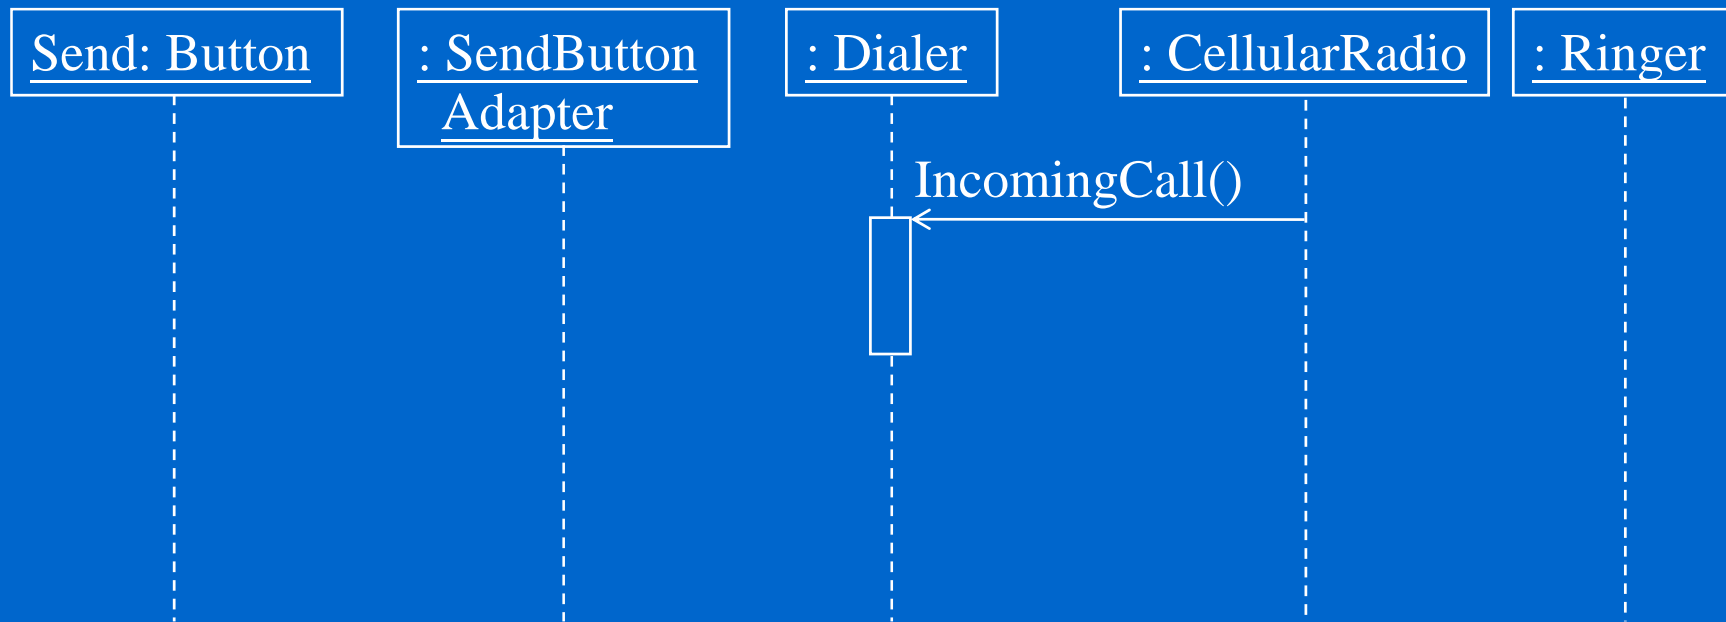 Send: Button
: SendButton
Adapter
: Dialer
: CellularRadio
: Ringer
IncomingCall()